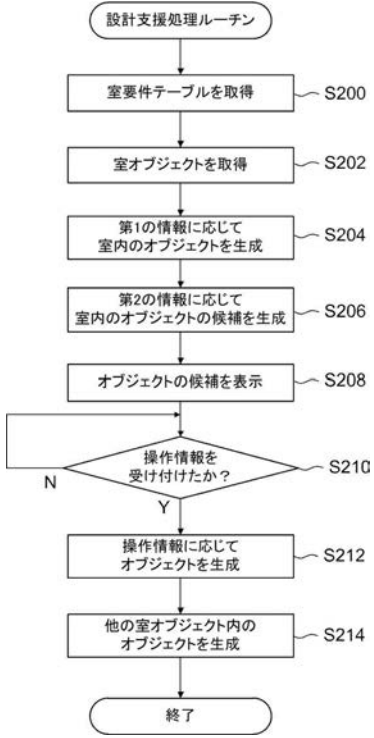 設計支援処理ルーチン
室要件テーブルを取得
S200
室オブジェクトを取得
S202
第1の情報に応じて
室内のオブジェクトを生成
S204
第2の情報に応じて
室内のオブジェクトの候補を生成
S206
オブジェクトの候補を表示
S208
操作情報を
受け付けたか？
S210
N
Y
操作情報に応じて
オブジェクトを生成
S212
他の室オブジェクト内の
オブジェクトを生成
S214
終了